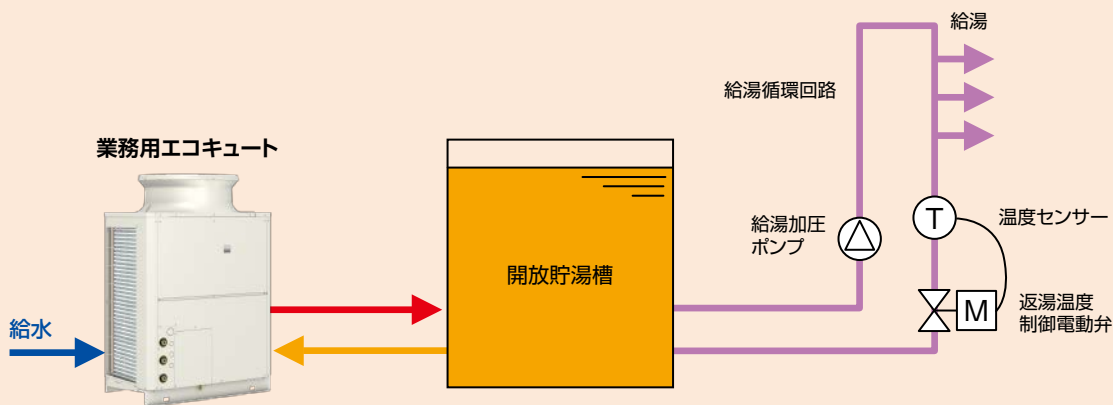 給湯
給湯循環回路
業務用エコキュート
給湯加圧
ポンプ
T
温度センサー
開放貯湯槽
M
返湯温度
制御電動弁
給水